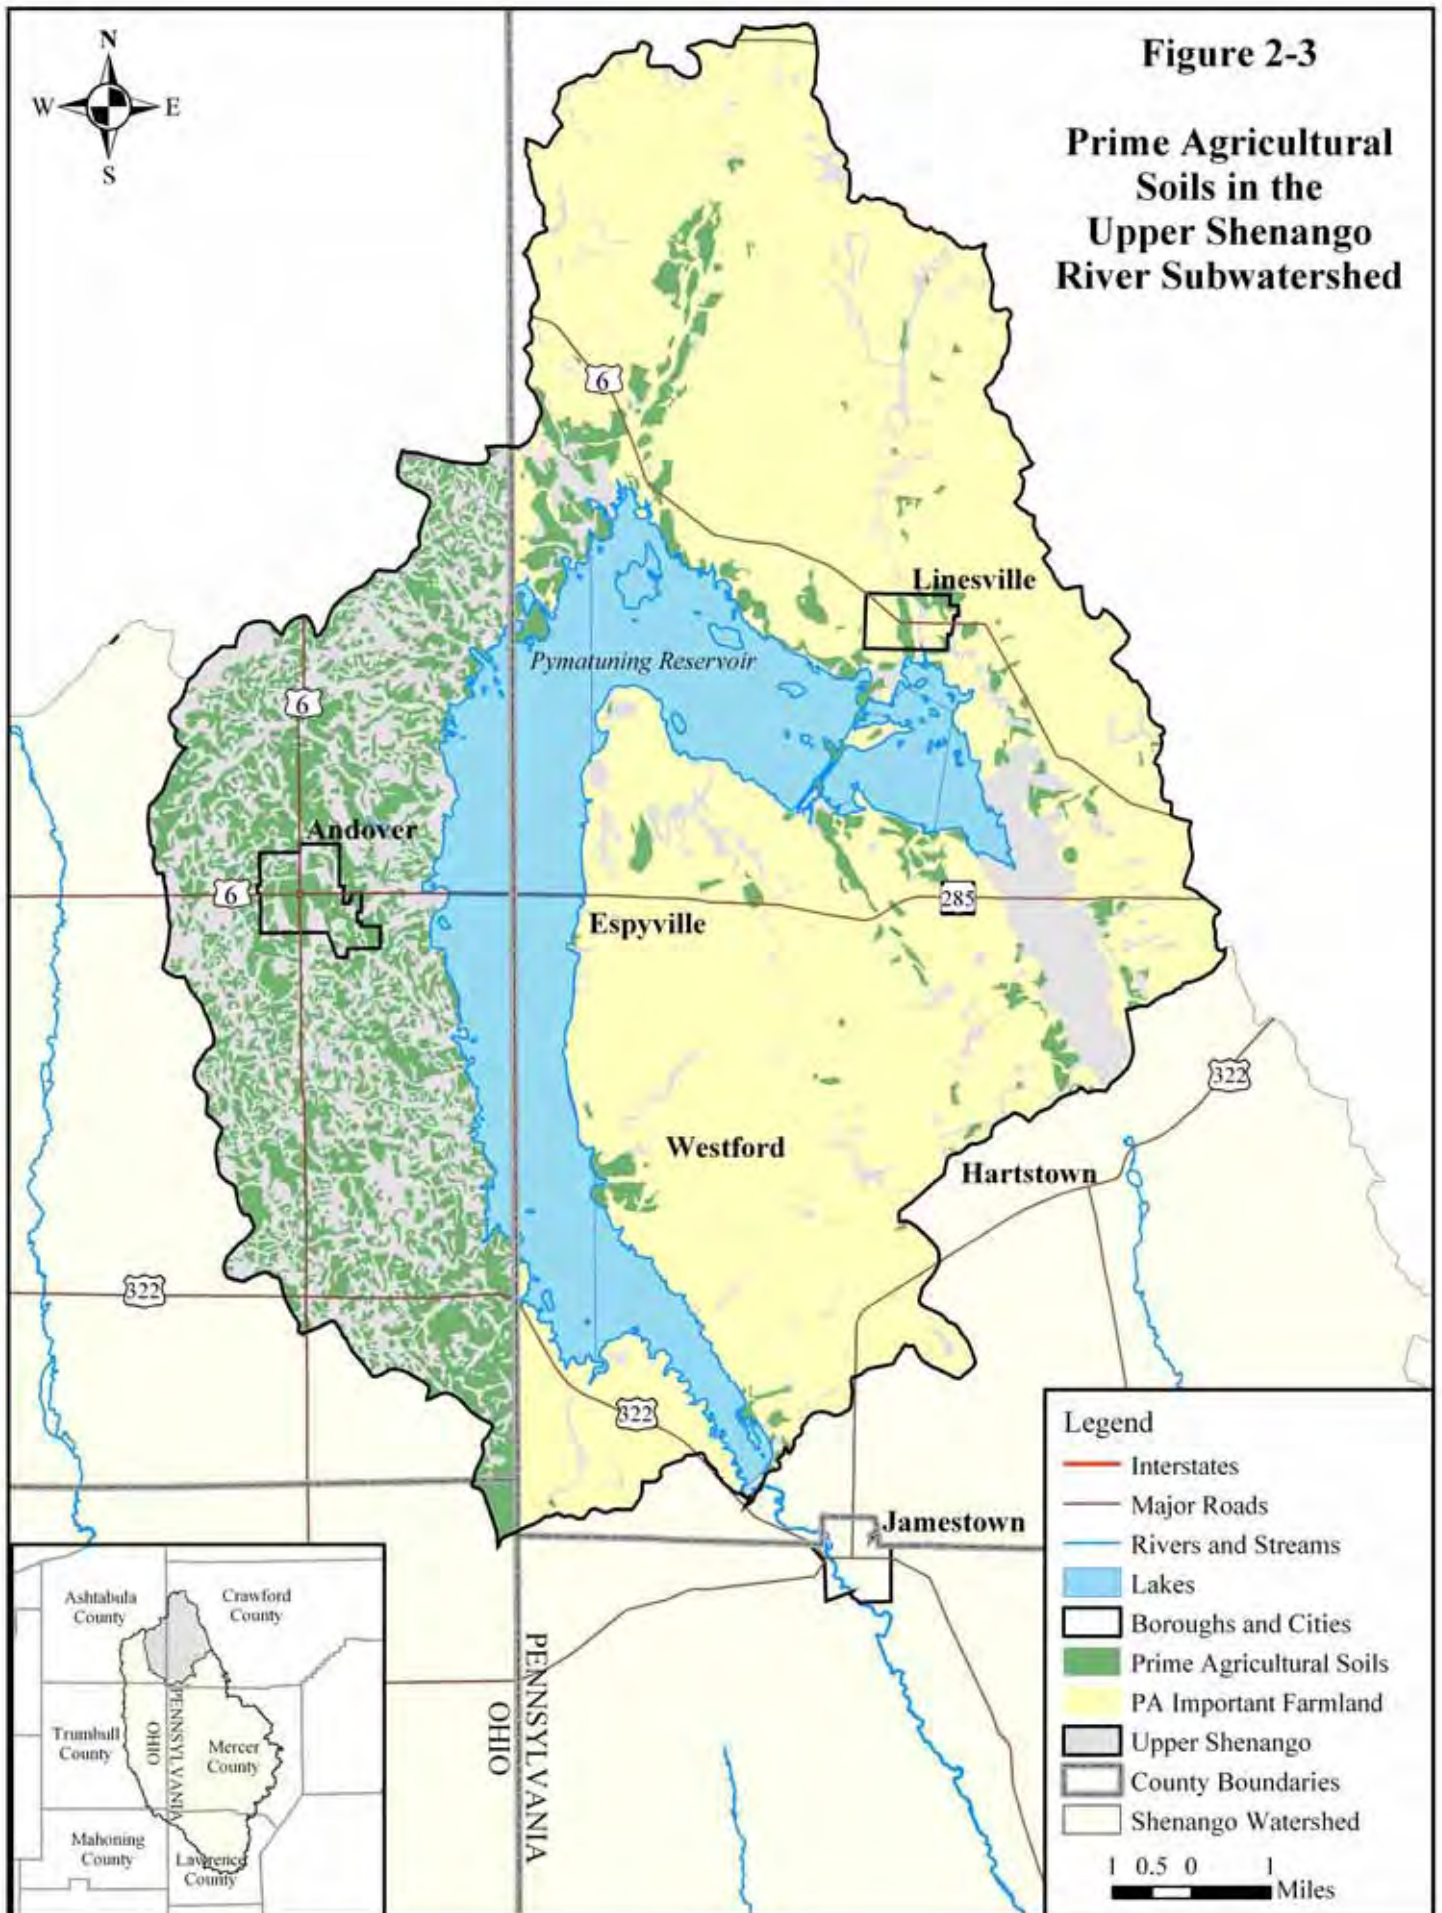 Figure 2-3
Prime Agricultural
Soils in the
Upper Shenango
River Subwatershed
N
W
E
S
6
Linesville
Pymatuning Reservoir
6
Andover
6
285
Espyville
322
Westford
Hartstown
322
322
Jamestown
PENNSYLVANIA
OHIO
Legend
Interstates
Major Roads
Rivers and Streams
Lakes
Boroughs and Cities
Prime Agricultural Soils
PA Important Farmland
Upper Shenango
County Boundaries
Shenango Watershed
1 0.5 0 1
Miles
Ashtabula
County
Crawford
County
Trumbull
County
OHIO
PENNSYLVANIA
Mercer
County
Mahoning
County
Lawrence
County